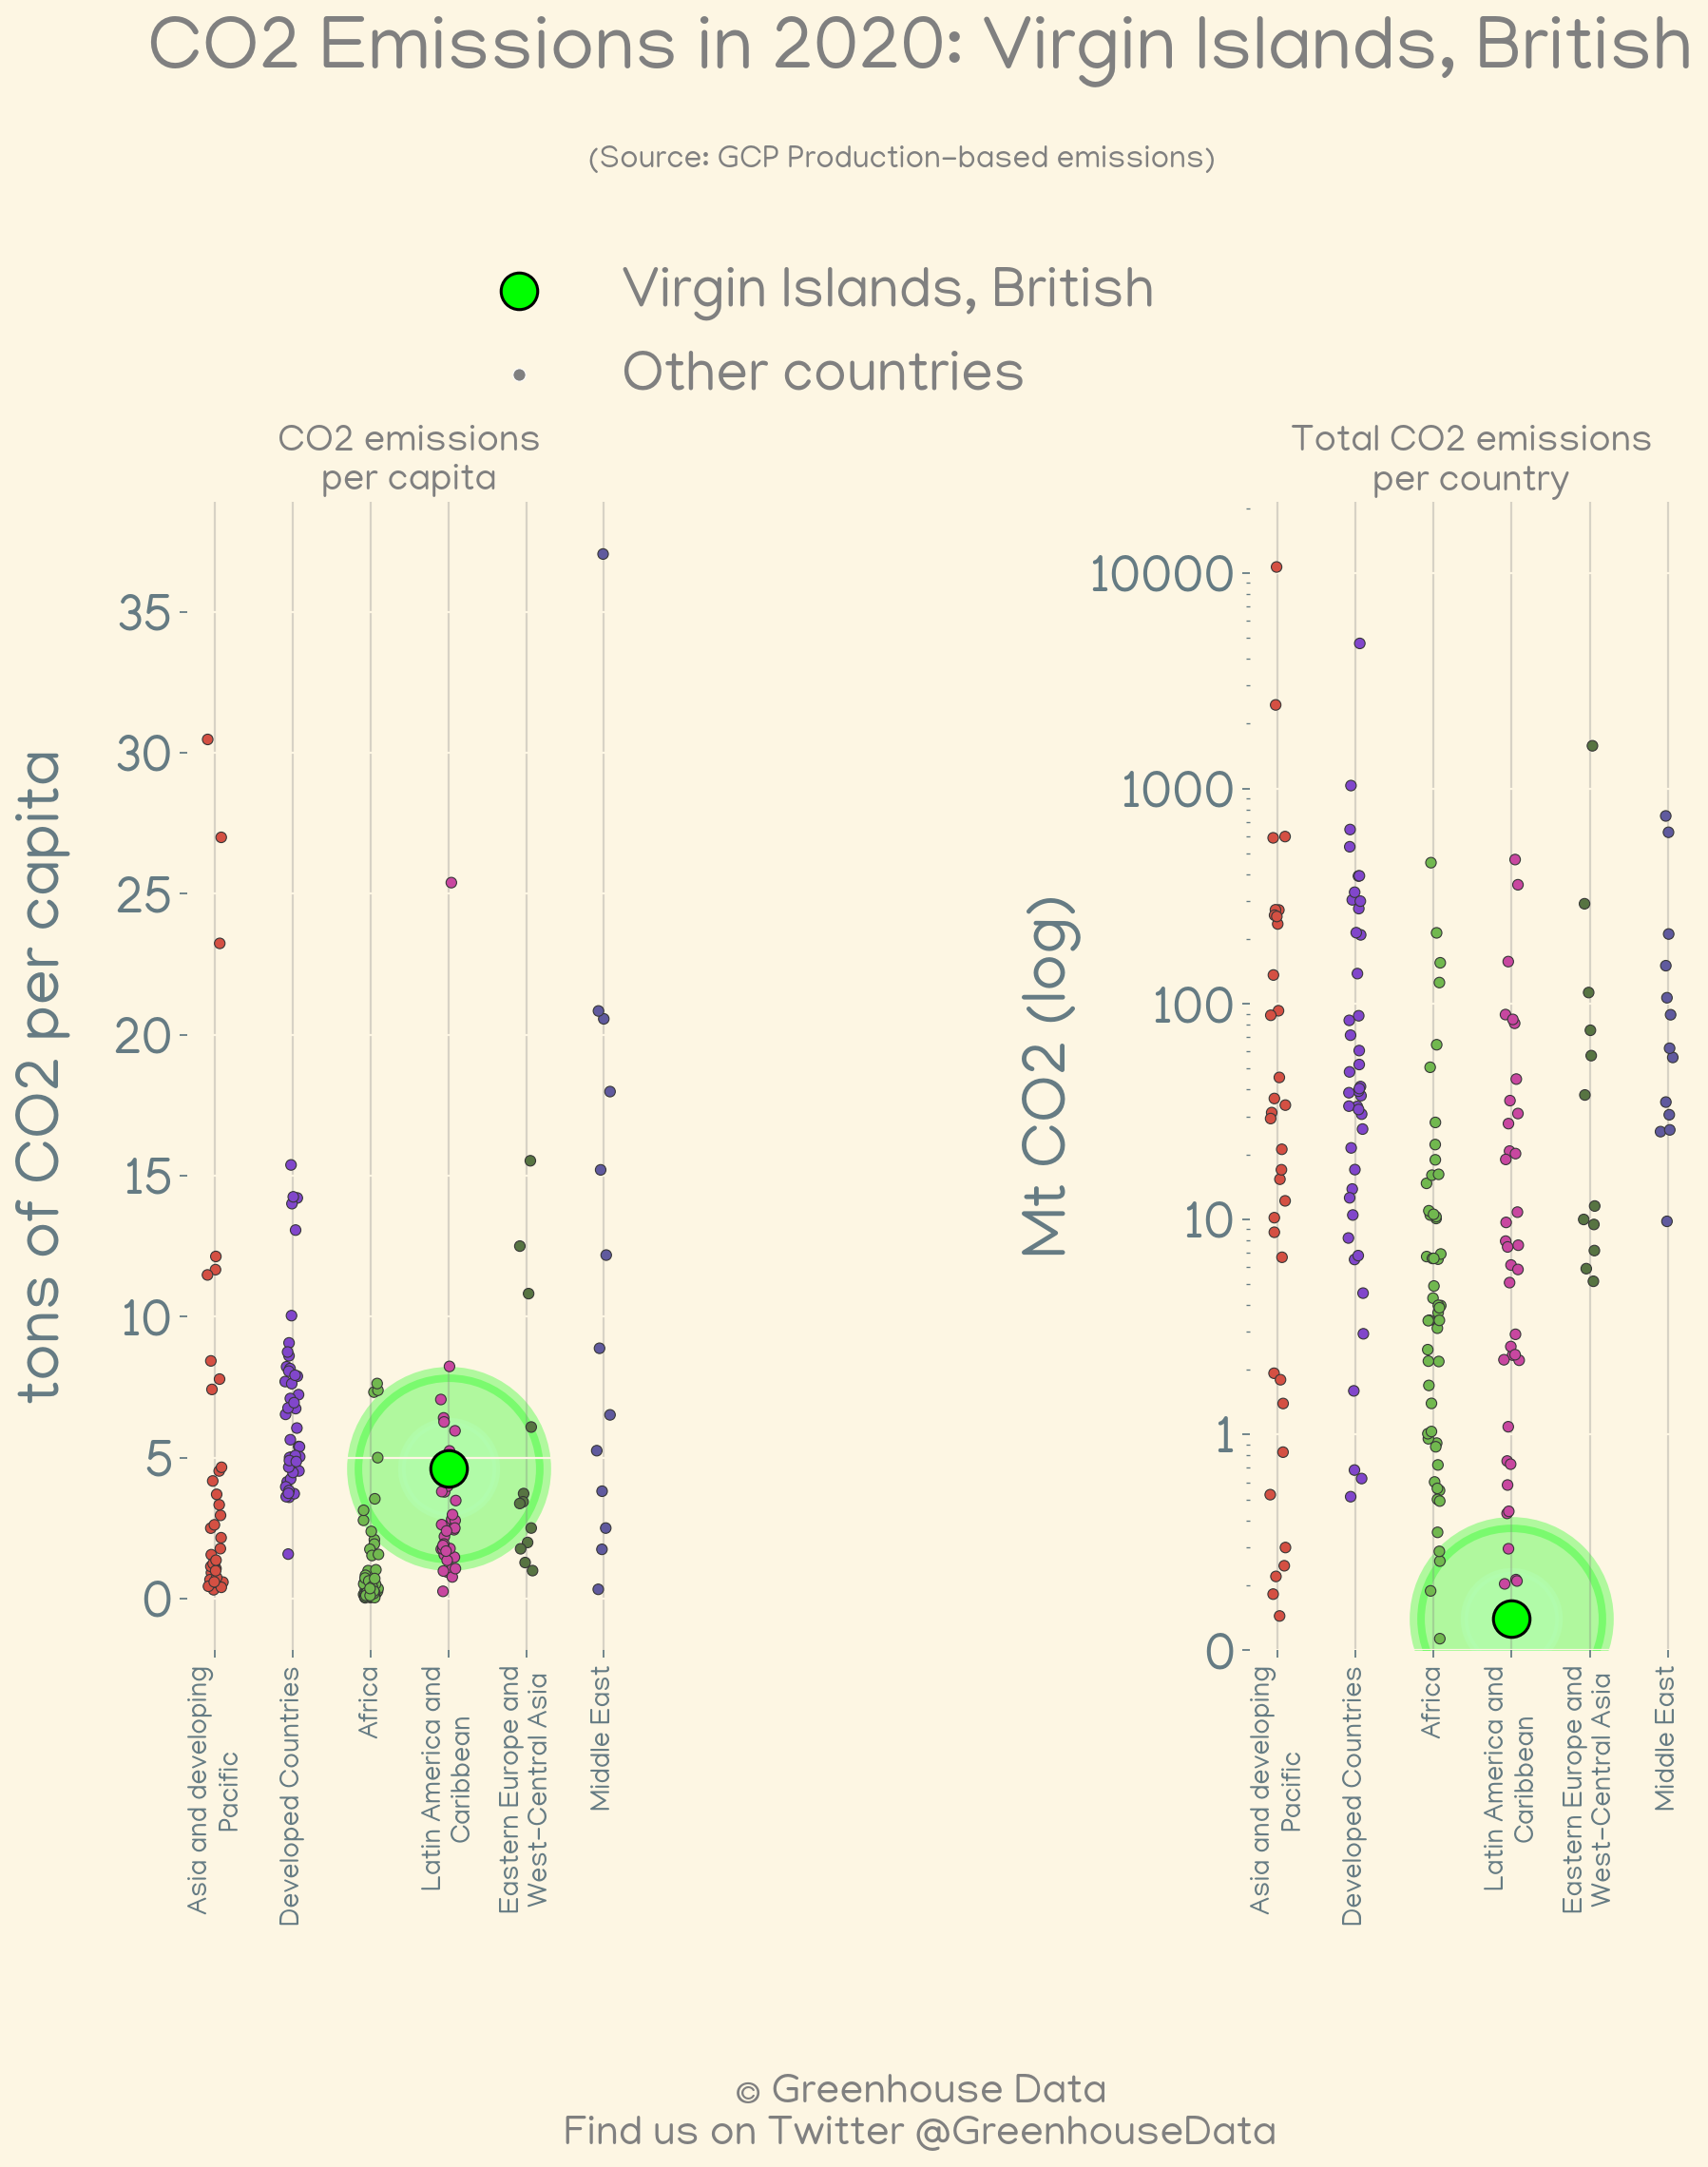 CO2 Emissions in 2020: Virgin Islands, British
(Source: GCP Production-based emissions)
Virgin Islands, British
Other countries
CO2 emissions
per capita
tons of CO2 per capita
35
30
25
20
15
10
5
0
Asia and developing
Pacific
Developed Countries
Africa
Latin America and
Caribbean
Eastern Europe and
West-Central Asia
Middle East
Total CO2 emissions
per country
Mt CO2 (log)
10000
1000
100
10
1
0
Asia and developing
Pacific
Developed Countries
Africa
Latin America and
Caribbean
Eastern Europe and
West-Central Asia
Middle East
© Greenhouse Data
Find us on Twitter @GreenhouseData